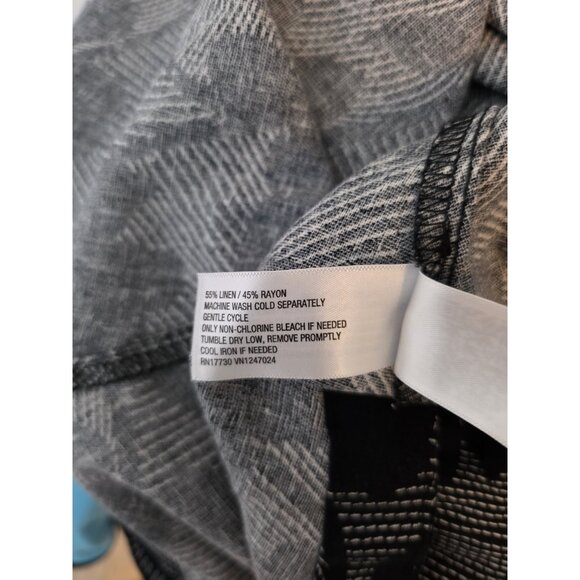 55% LINEN / 45% RAYON
MACHINE WASH COLD SEPARATELY
GENTLE CYCLE
ONLY NON-CHLORINE BLEACH IF NEEDED
TUMBLE DRY LOW, REMOVE PROMPTLY
COOL IRON IF NEEDED
RN17730 VN1247024